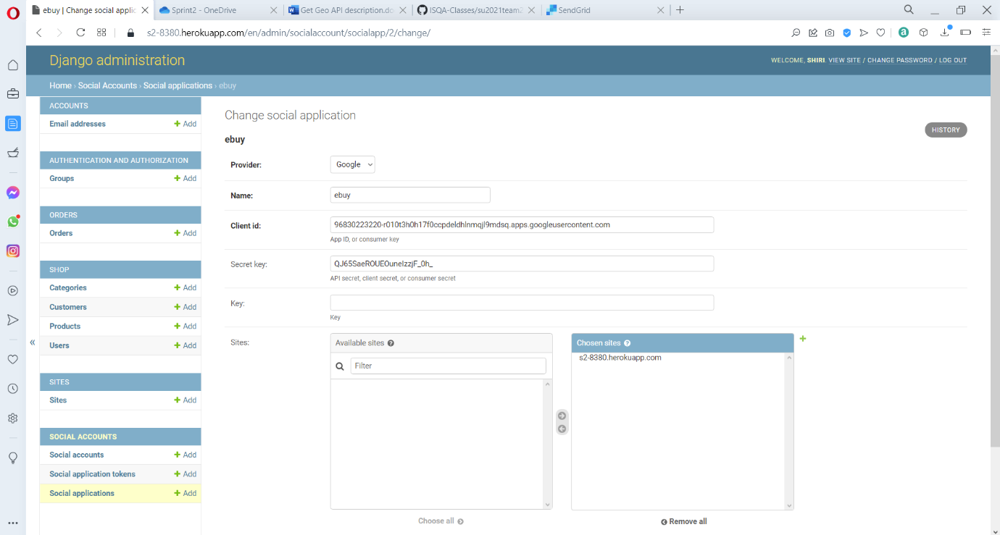 ebuy | Change social applic
Sprint2 - OneDrive
Get Geo API description.do
ISQA-Classes/su2021team2
SendGrid
s2-8380.herokuapp.com/en/admin/socialaccount/socialapp/2/change/
Django administration
WELCOME, SHIRI. VIEW SITE / CHANGE PASSWORD / LOG OUT
Home › Social Accounts › Social applications › ebuy
ACCOUNTS
Email addresses + Add
AUTHENTICATION AND AUTHORIZATION
Groups + Add
ORDERS
Orders + Add
SHOP
Categories + Add
Customers + Add
Products + Add
Users + Add
SITES
Sites + Add
SOCIAL ACCOUNTS
Social accounts + Add
Social application tokens + Add
Social applications + Add
Change social application
HISTORY
ebuy
Provider: Google
Name: ebuy
Client id: 96830223220-r010t3h0h17f0ccpdeldhlnmqjl9mdsq.apps.googleusercontent.com
App ID, or consumer key
Secret key: QJ65SaeROUEOuneIzzjF_0h_
API secret, client secret, or consumer secret
Key:
Key
Sites:
Available sites
Filter
Choose all
Chosen sites
s2-8380.herokuapp.com
Remove all